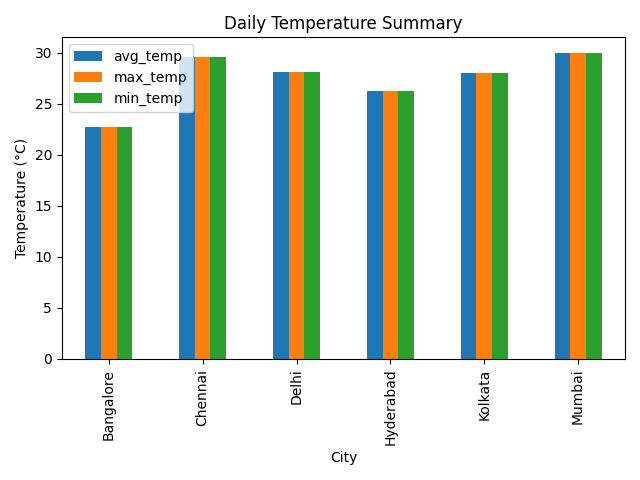 Daily Temperature Summary
avg_temp
max_temp
min_temp
Temperature (°C)
30
25
20
15
10
5
0
Bangalore
Chennai
Delhi
Hyderabad
Kolkata
Mumbai
City